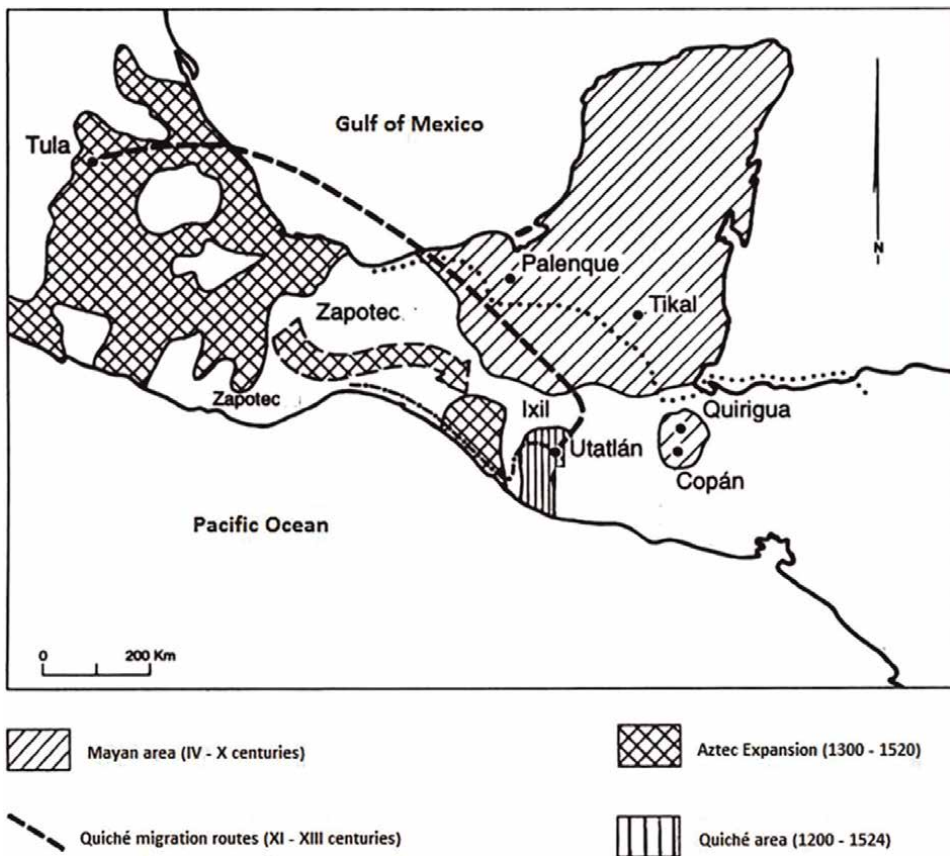 Gulf of Mexico
Tula
Palenque
Tikal
N
Zapotec
Zapotec
Ixil
Quirigua
Utatlán
Copán
Pacific Ocean
0 200 Km
Mayan area (IV - X centuries)
Aztec Expansion (1300 - 1520)
Quiché migration routes (XI - XIII centuries)
Quiché area (1200 - 1524)